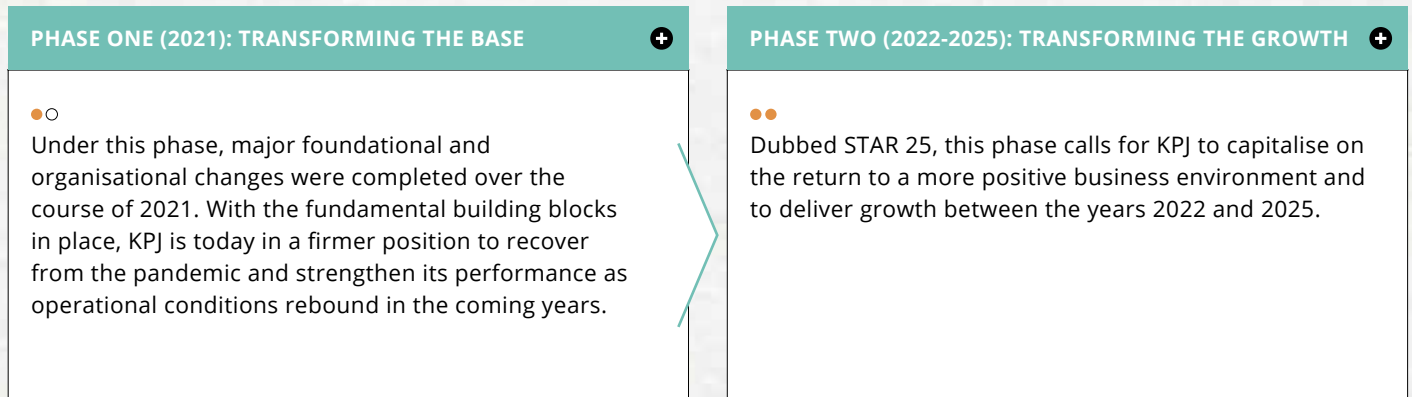 PHASE ONE (2021): TRANSFORMING THE BASE
Under this phase, major foundational and
organisational changes were completed over the
course of 2021. With the fundamental building blocks
in place, KPJ is today in a firmer position to recover
from the pandemic and strengthen its performance as
operational conditions rebound in the coming years.
PHASE TWO (2022-2025): TRANSFORMING THE GROWTH
Dubbed STAR 25, this phase calls for KPJ to capitalise on
the return to a more positive business environment and
to deliver growth between the years 2022 and 2025.